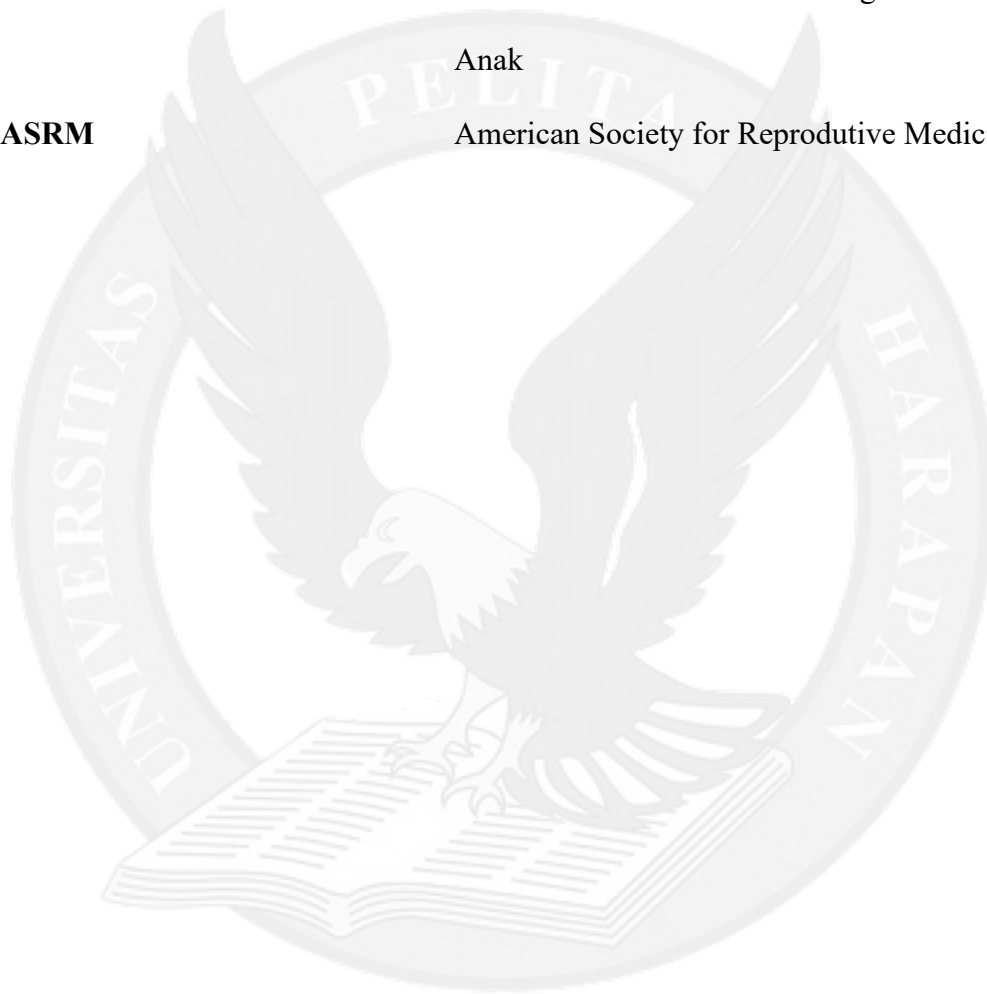 Anak
PELITA
ASRM American Society for Reprodutive Medic
UNIVERSITAS
HARAPAN